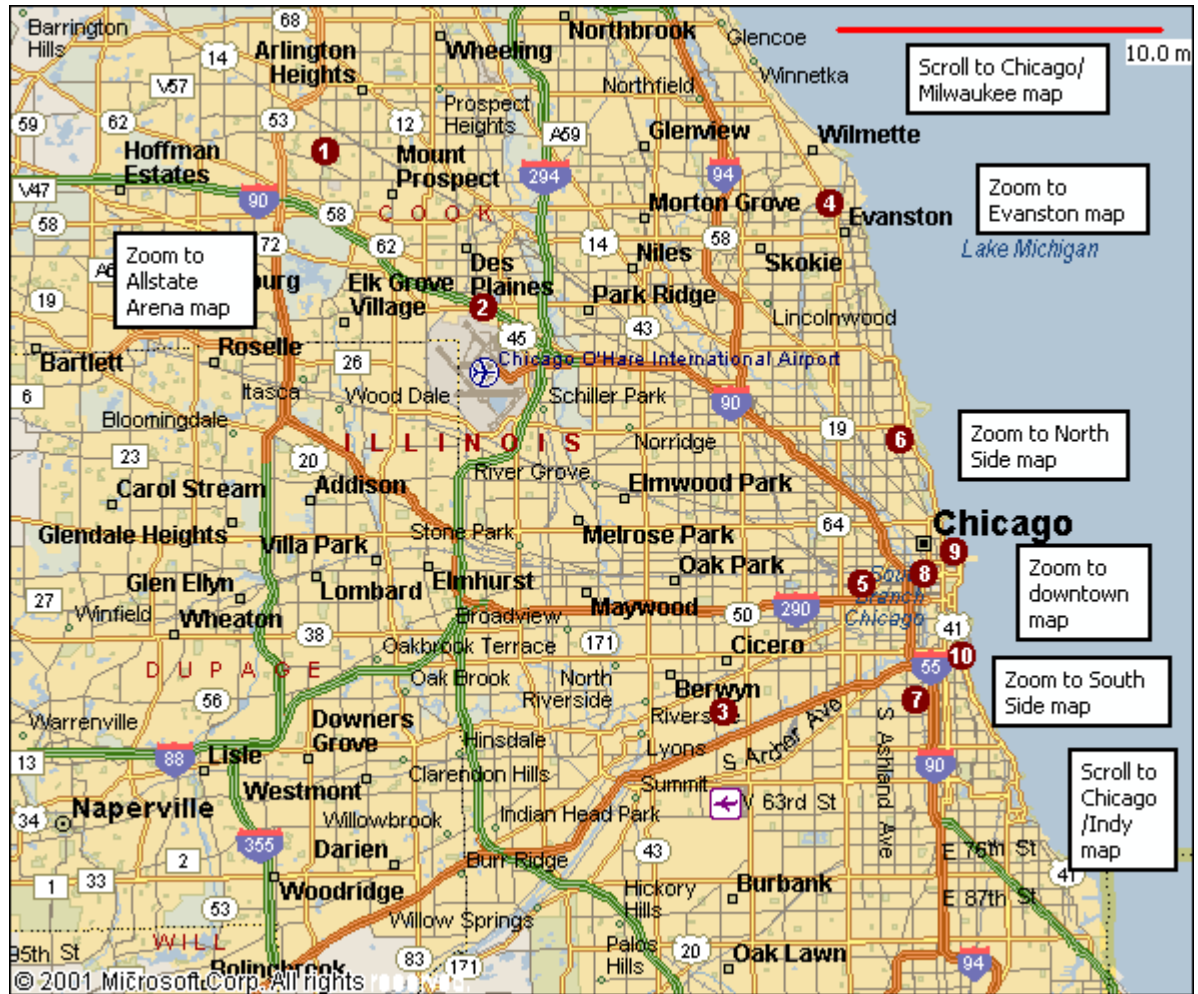 Barrington
Hills
68
Northbrook
Glencoe
10.0 m
14
Arlington
Heights
Wheeling
Winnetka
Scroll to Chicago/
Milwaukee map
V57
Northfield
59
62
53
12
Prospect
Heights
A59
Glenview
Wilmette
Hoffman
Estates
1
Mount
Prospect
294
94
V47
90
58
C O O K
Morton Grove
4
Evanston
Zoom to
Evanston map
58
72
62
14
58
Lake Michigan
Zoom to
Allstate
Arena map
urg
Des
Plaines
Niles
Skokie
19
Elk Grove
Village
2
Park Ridge
45
43
Lincolnwood
Bartlett
Roselle
26
Chicago O'Hare International Airport
6
Itasca
Wood Dale
Schiller Park
90
Bloomingdale
I L L I N O I S
Norridge
19
6
Zoom to North
Side map
23
20
River Grove
Carol Stream
Addison
Elmwood Park
Glendale Heights
Stone Park
Melrose Park
64
Chicago
Villa Park
9
Glen Ellyn
Lombard
Elmhurst
Oak Park
5
8
Zoom to
downtown
map
27
Winfield
Wheaton
Broadview
Maywood
50
290
Branch
Chicago
38
Oakbrook Terrace
171
Cicero
41
D U P A G E
Oak Brook
North
Riverside
55
10
Zoom to South
Side map
56
Berwyn
3
7
Warrenville
Downers
Grove
Hinsdale
Lyons
S Archer Ave
S Ashland Ave
13
88
Lisle
Clarendon Hills
Summit
90
Scroll to
Chicago
/Indy
map
Westmont
Naperville
34
Indian Head Park
63rd St
Willowbrook
355
Darien
43
E 76th St
2
Burr Ridge
41
1
33
Woodridge
Hickory
Hills
Burbank
E 87th St
53
Willow Springs
W I L L
Palos
Hills
20
Oak Lawn
95th St
83
171
94
Bolingbrook
© 2001 Microsoft Corp. All rights reserved.